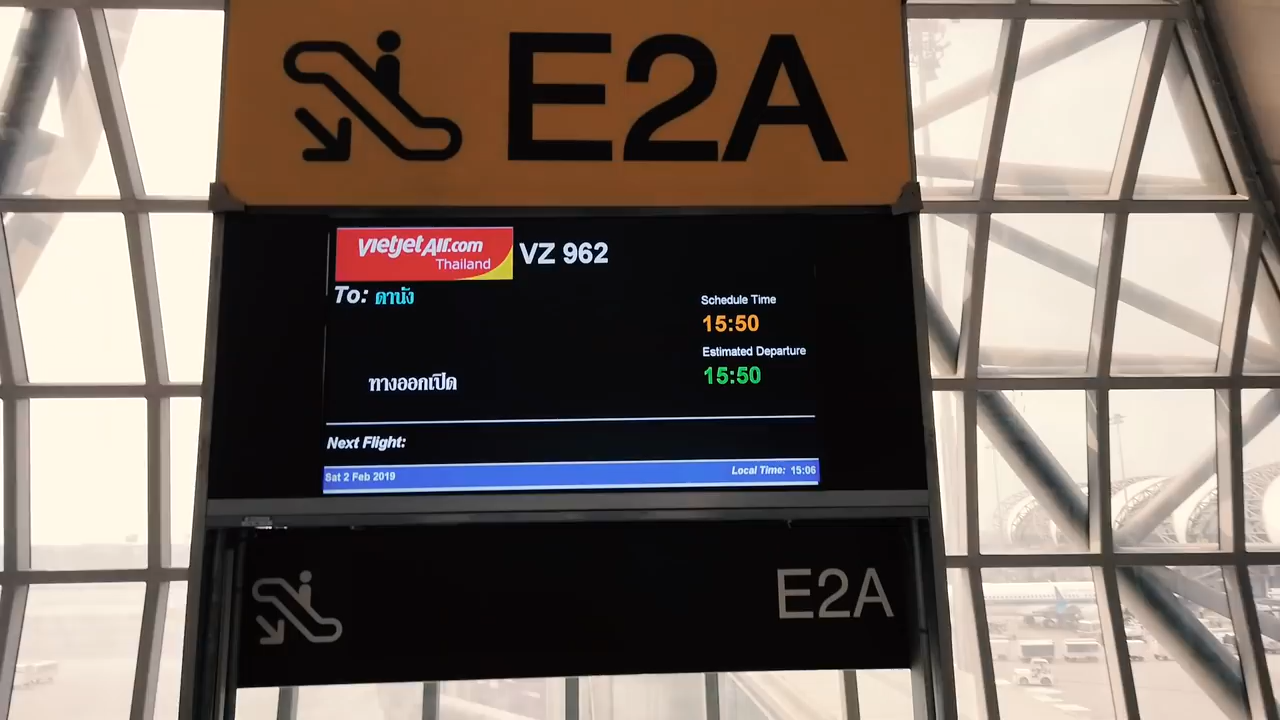 E2A
vietjetAir.com
Thailand
VZ 962
To: ดานัง
Schedule Time
15:50
Estimated Departure
15:50
ทางออกเปิด
Next Flight:
Sat 2 Feb 2019
Local Time: 15:06
E2A